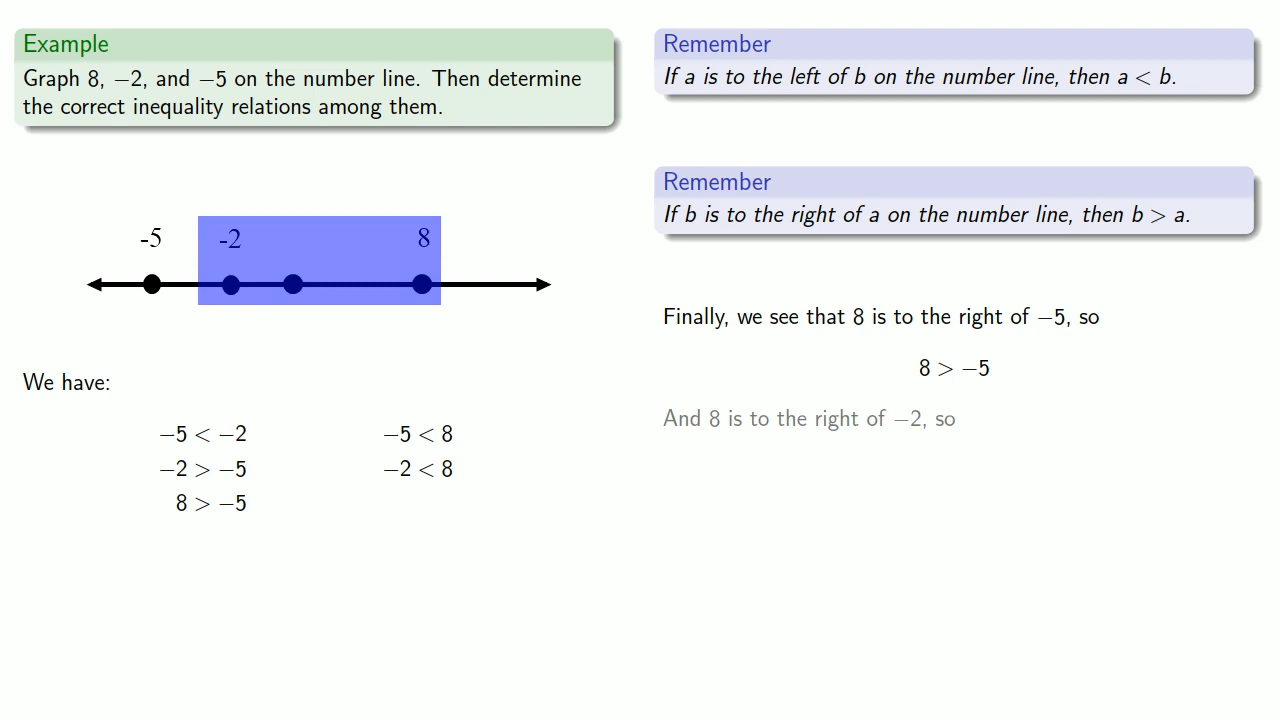 Example
Graph 8, −2, and −5 on the number line. Then determine
the correct inequality relations among them.
-5 -2 8
We have:
−5 < −2 −5 < 8
−2 > −5 −2 < 8
8 > −5
Remember
If a is to the left of b on the number line, then a < b.
Remember
If b is to the right of a on the number line, then b > a.
Finally, we see that 8 is to the right of −5, so
8 > −5
And 8 is to the right of −2, so